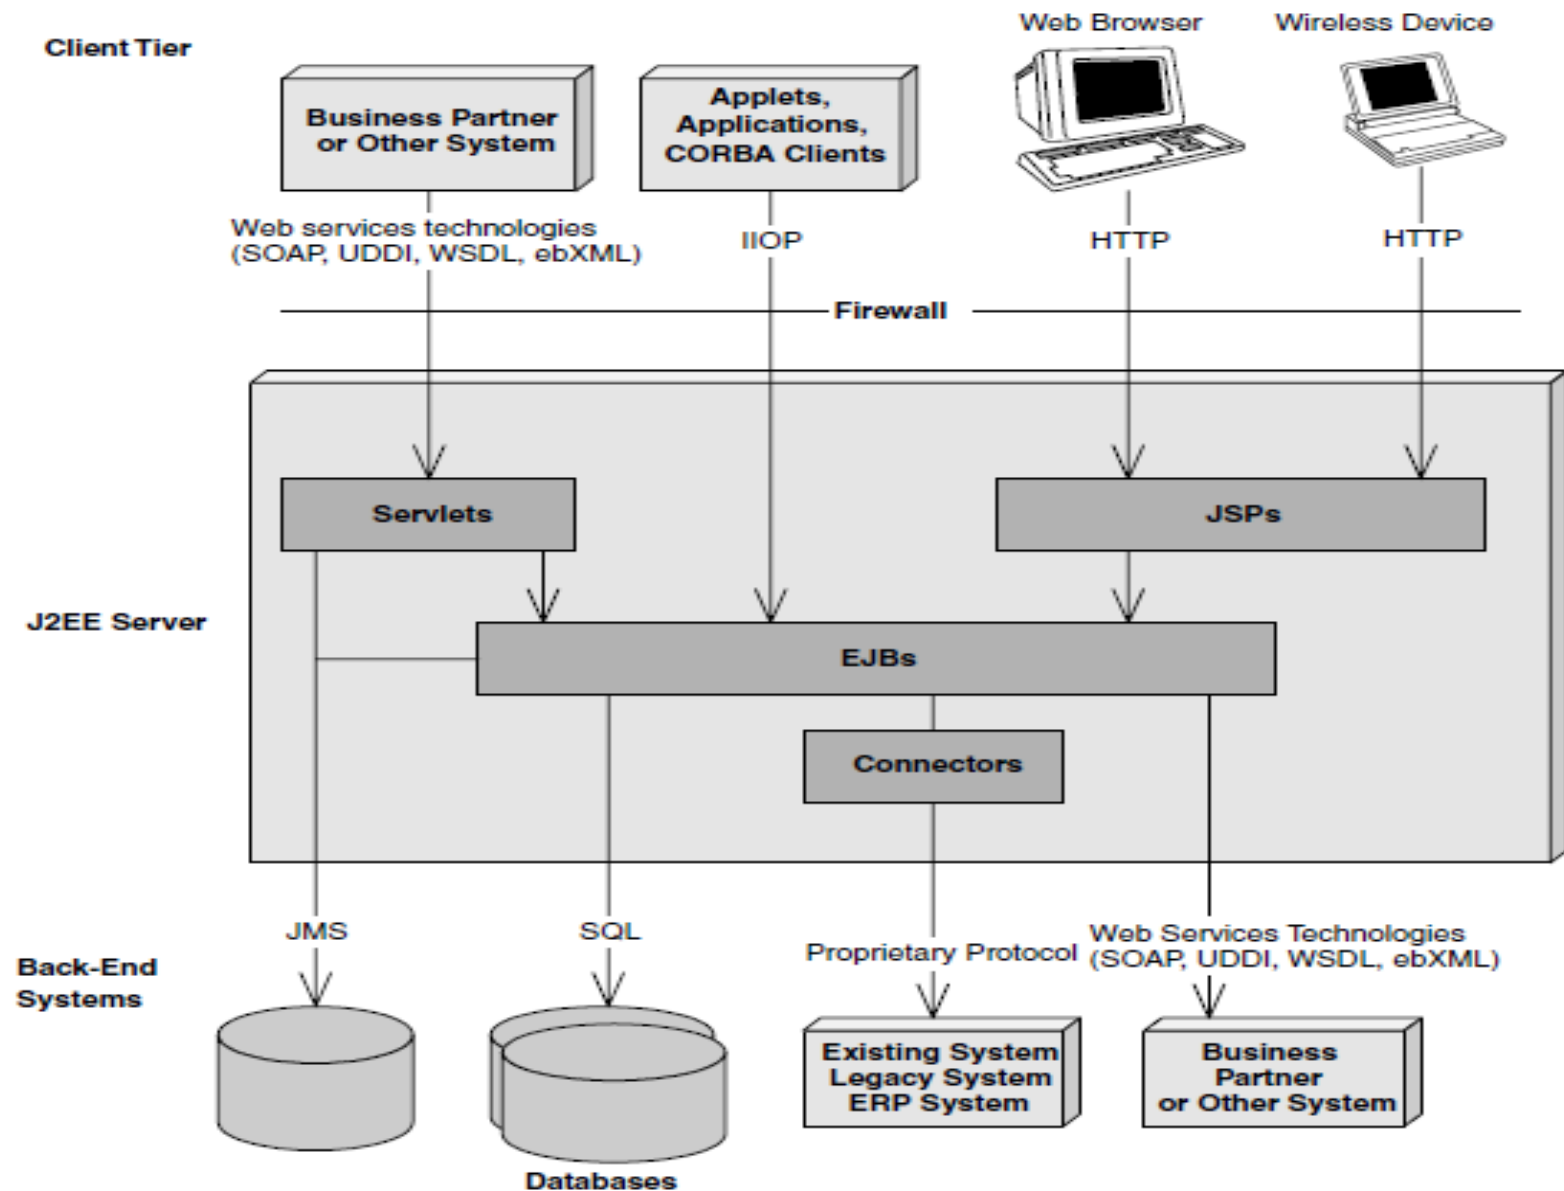 Client Tier
Web Browser
Wireless Device
Business Partner
or Other System
Applets,
Applications,
CORBA Clients
Web services technologies
(SOAP, UDDI, WSDL, ebXML)
IIOP
HTTP
HTTP
Firewall
Servlets
JSPs
J2EE Server
EJBs
Connectors
JMS
SQL
Proprietary Protocol
Web Services Technologies
(SOAP, UDDI, WSDL, ebXML)
Back-End
Systems
Existing System
Legacy System
ERP System
Business
Partner
or Other System
Databases